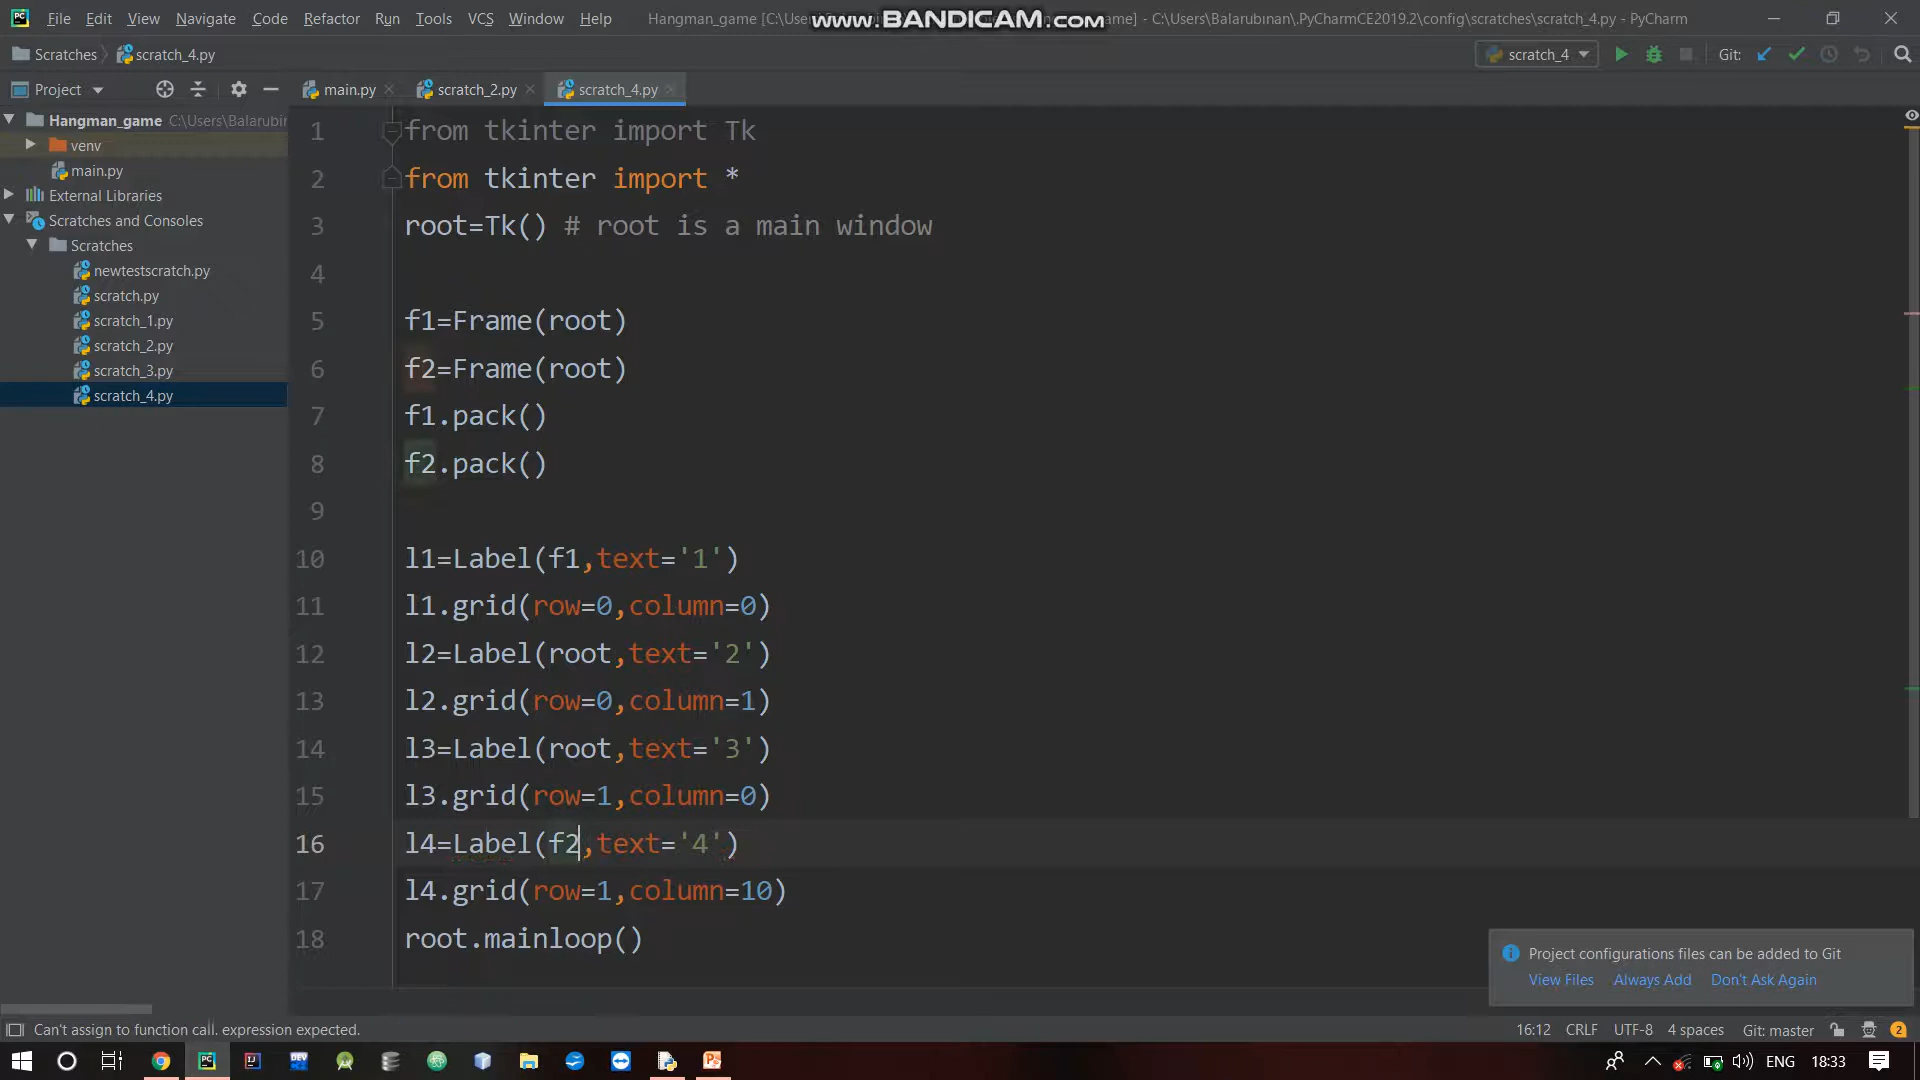 File Edit View Navigate Code Refactor Run Tools VCS Window Help Hangman_game [C:\Users\Balarubinan\ - C:\Users\Balarubinan\.PyCharmCE2019.2\config\scratches\scratch_4.py - PyCharm
www.BANDICAM.com
Scratches scratch_4.py
scratch_4 Git:
Project
main.py scratch_2.py scratch_4.py
Hangman_game C:\Users\Balarubin
venv
main.py
External Libraries
Scratches and Consoles
Scratches
newtestscratch.py
scratch.py
scratch_1.py
scratch_2.py
scratch_3.py
scratch_4.py
1 from tkinter import Tk
2 from tkinter import *
3 root=Tk() # root is a main window
4
5 f1=Frame(root)
6 f2=Frame(root)
7 f1.pack()
8 f2.pack()
9
10 l1=Label(f1,text='1')
11 l1.grid(row=0,column=0)
12 l2=Label(root,text='2')
13 l2.grid(row=0,column=1)
14 l3=Label(root,text='3')
15 l3.grid(row=1,column=0)
16 l4=Label(f2,text='4')
17 l4.grid(row=1,column=10)
18 root.mainloop()
Project configurations files can be added to Git
View Files Always Add Don't Ask Again
Can't assign to function call. expression expected.
16:12 CRLF UTF-8 4 spaces Git: master 2
ENG 18:33